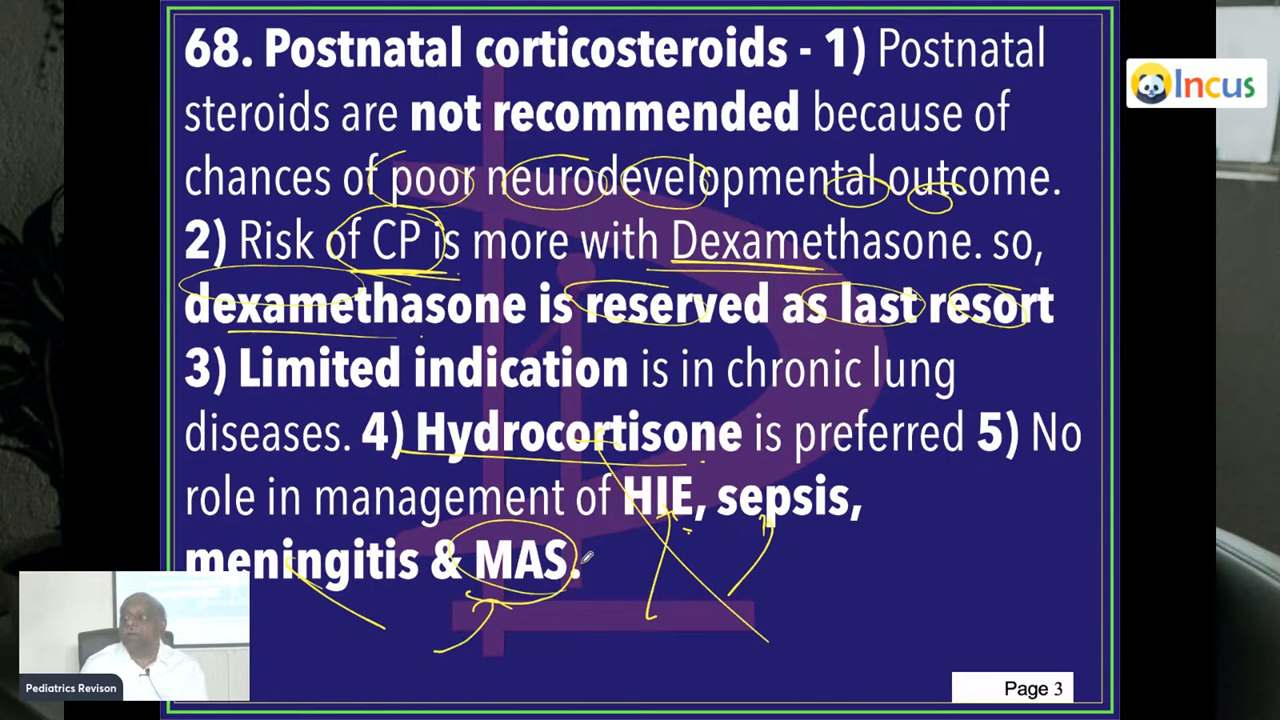 68. Postnatal corticosteroids - 1) Postnatal
steroids are not recommended because of
chances of poor neurodevelopmental outcome.
2) Risk of CP is more with Dexamethasone. so,
dexamethasone is reserved as last resort
3) Limited indication is in chronic lung
diseases. 4) Hydrocortisone is preferred 5) No
role in management of HIE, sepsis,
meningitis & MAS.
Incus
Pediatrics Revison
Page 3